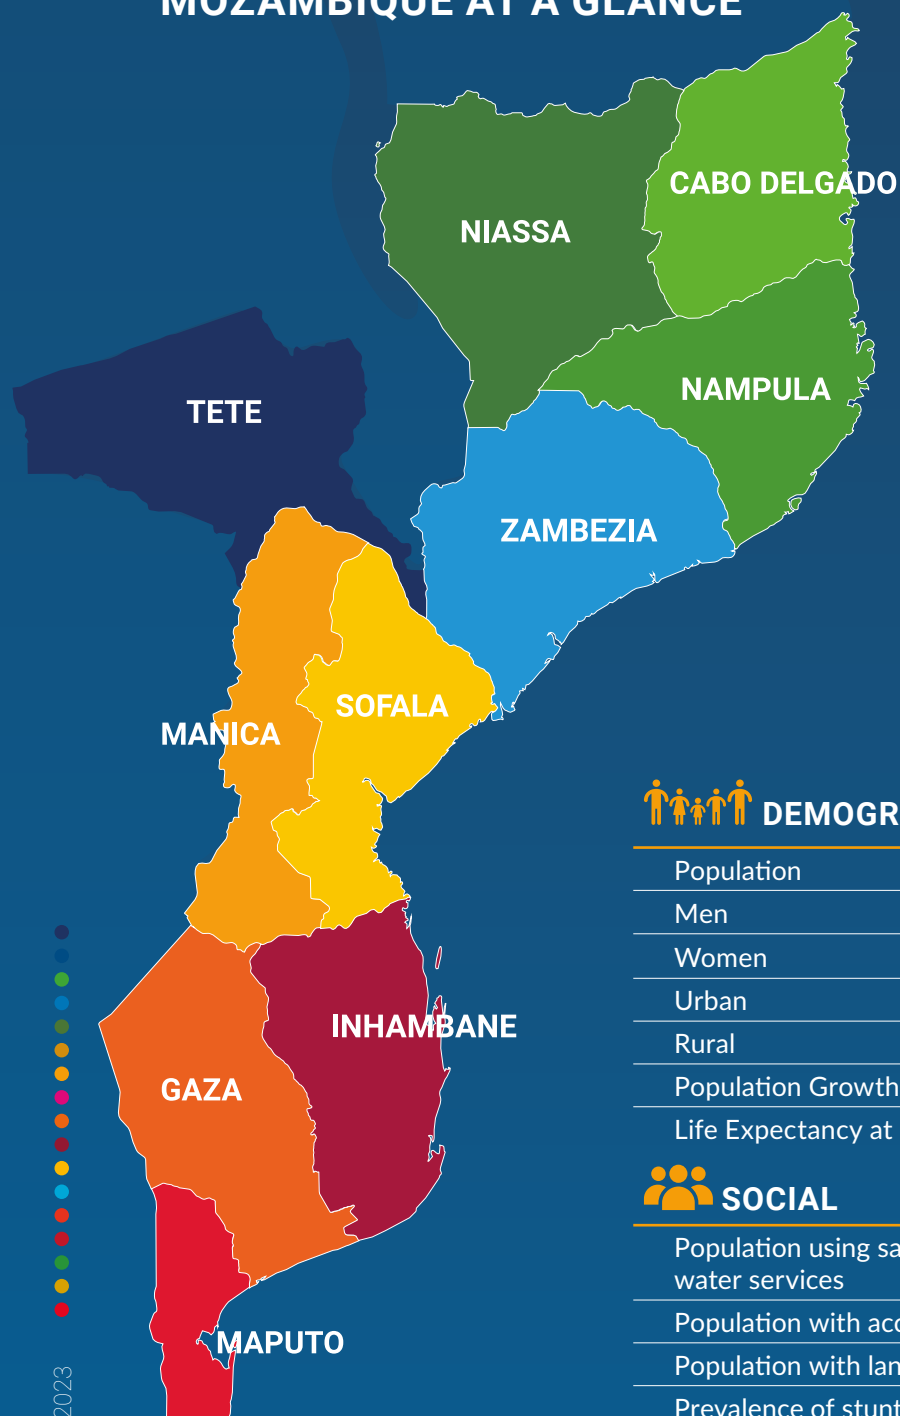 MOZAMBIQUE AT A GLANCE
CABO DELGADO
NIASSA
NAMPULA
TETE
ZAMBEZIA
SOFALA
MANICA
INHAMBANE
GAZA
MAPUTO
2023
DEMOGR
Population
Men
Women
Urban
Rural
Population Growth
Life Expectancy at
SOCIAL
Population using sa
water services
Population with acc
Population with lan
Prevalence of stunt